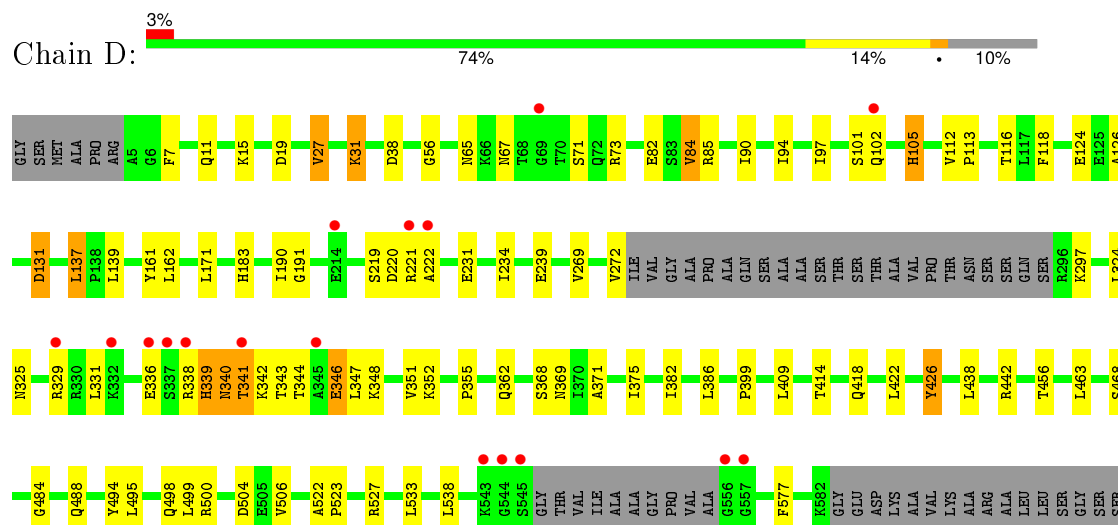 3%
Chain D:
74% 14% • 10%
GLY SER MET ALA PRO ARG A5 G6 F7 Q11 K15 D19 V27 K31 D38 G56 N65 K66 N67 T68 G69 T70 S71 Q72 R73 E82 S83 V84 R85 I90 I94 I97 S101 Q102 H105 V112 P113 T116 L117 F118 E124 E125 A126
D131 L137 P138 L139 Y161 L162 L171 H183 I190 G191 E214 S219 D220 R221 A222 E231 I234 E239 V269 V272 ILE VAL GLY ALA PRO ALA GLN SER ALA ALA SER THR SER THR ALA VAL PRO THR ASN SER SER GLN SER R296 K297 L324
N325 R329 R330 L331 K332 E336 S337 R338 H339 N340 T341 K342 T343 T344 A345 E346 L347 K348 V351 K352 P355 Q362 S368 N369 I370 A371 I375 I382 L386 P399 L409 T414 Q418 L422 Y426 L438 R442 T456 L463 S468
G484 Q488 Y494 L495 Q498 L499 R500 D504 E505 V506 A522 P523 R527 L533 L538 K543 G544 S545 GLY THR VAL ILE ALA ALA GLY PRO VAL ALA G556 G557 F577 K582 GLY GLU ASP LYS ALA VAL LYS ALA ARG ALA LEU LEU SER GLY SER